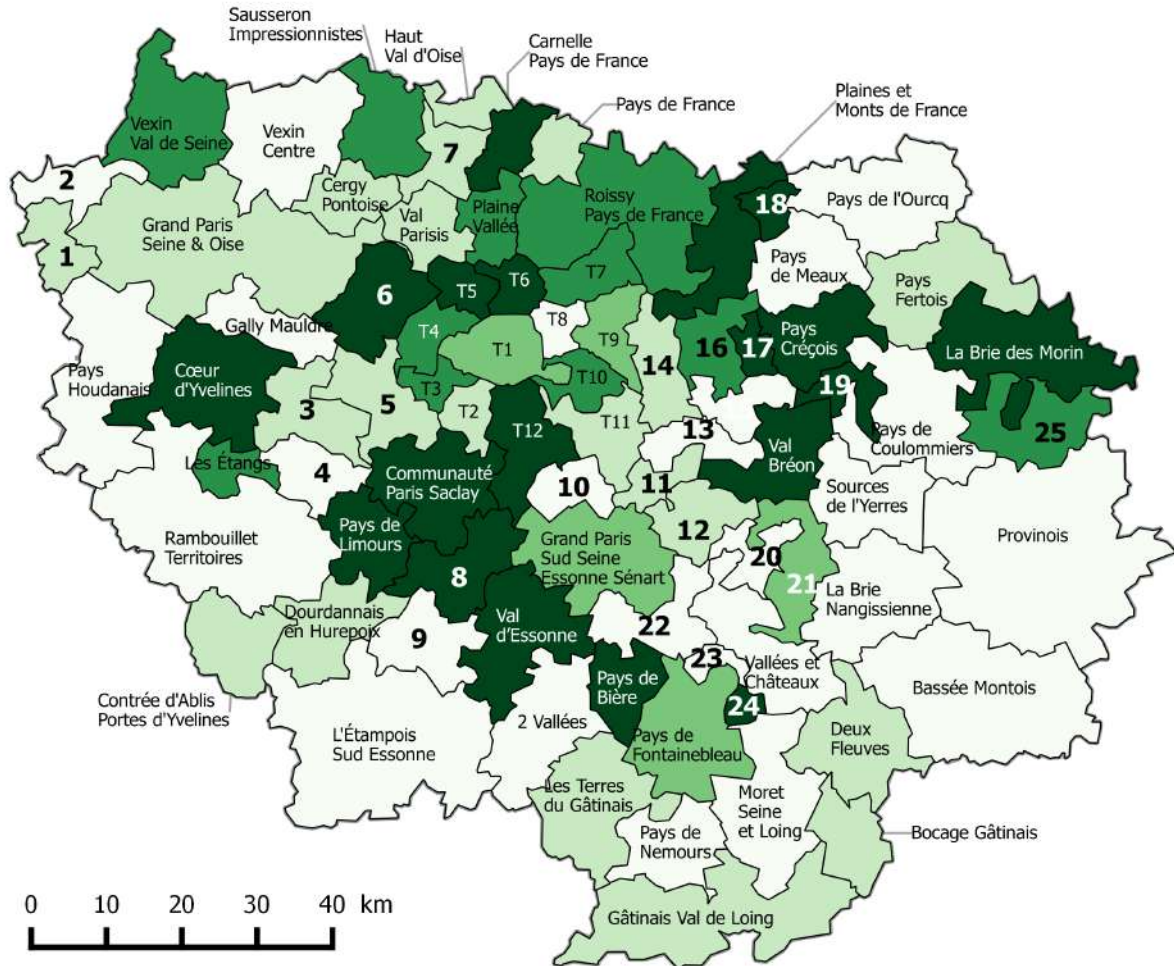 Sausseron
Impressionnistes
Haut
Val d'Oise
Carnelle
Pays de France
Pays de France
Plaines et
Monts de France
Vexin
Val de Seine
Vexin
Centre
7
2
Cergy
Pontoise
Val
Parisis
Plaine
Vallée
Roissy
Pays de France
18
Pays de l'Ourcq
Grand Paris
Seine & Oise
1
Pays
de Meaux
Pays
Fertois
6
T5
T6
T7
Gally Mauldre
T4
T1
T8
T9
14
16
17
Pays
Créçois
La Brie des Morin
Pays
Houdanais
Cœur
d'Yvelines
3
5
T3
T2
T10
T11
T12
19
13
Val
Bréon
Pays de
Coulommiers
25
Les Étangs
4
Communauté
Paris Saclay
10
11
Sources
de l'Yerres
Rambouillet
Territoires
Pays de
Limours
8
Grand Paris
Sud Seine
Essonne Sénart
12
20
21
Provinois
La Brie
Nangissienne
Dourdannais
en Hurepoix
9
Val
d'Essonne
22
23
Vallées et
Châteaux
Contrée d'Ablis
Portes d'Yvelines
Pays de
Bière
24
Bassée Montois
L'Étampois
Sud Essonne
2 Vallées
Pays de
Fontainebleau
Deux
Fleuves
Les Terres
du Gâtinais
Moret
Seine
et Loing
Pays de
Nemours
Bocage Gâtinais
Gâtinais Val de Loing
0 10 20 30 40 km